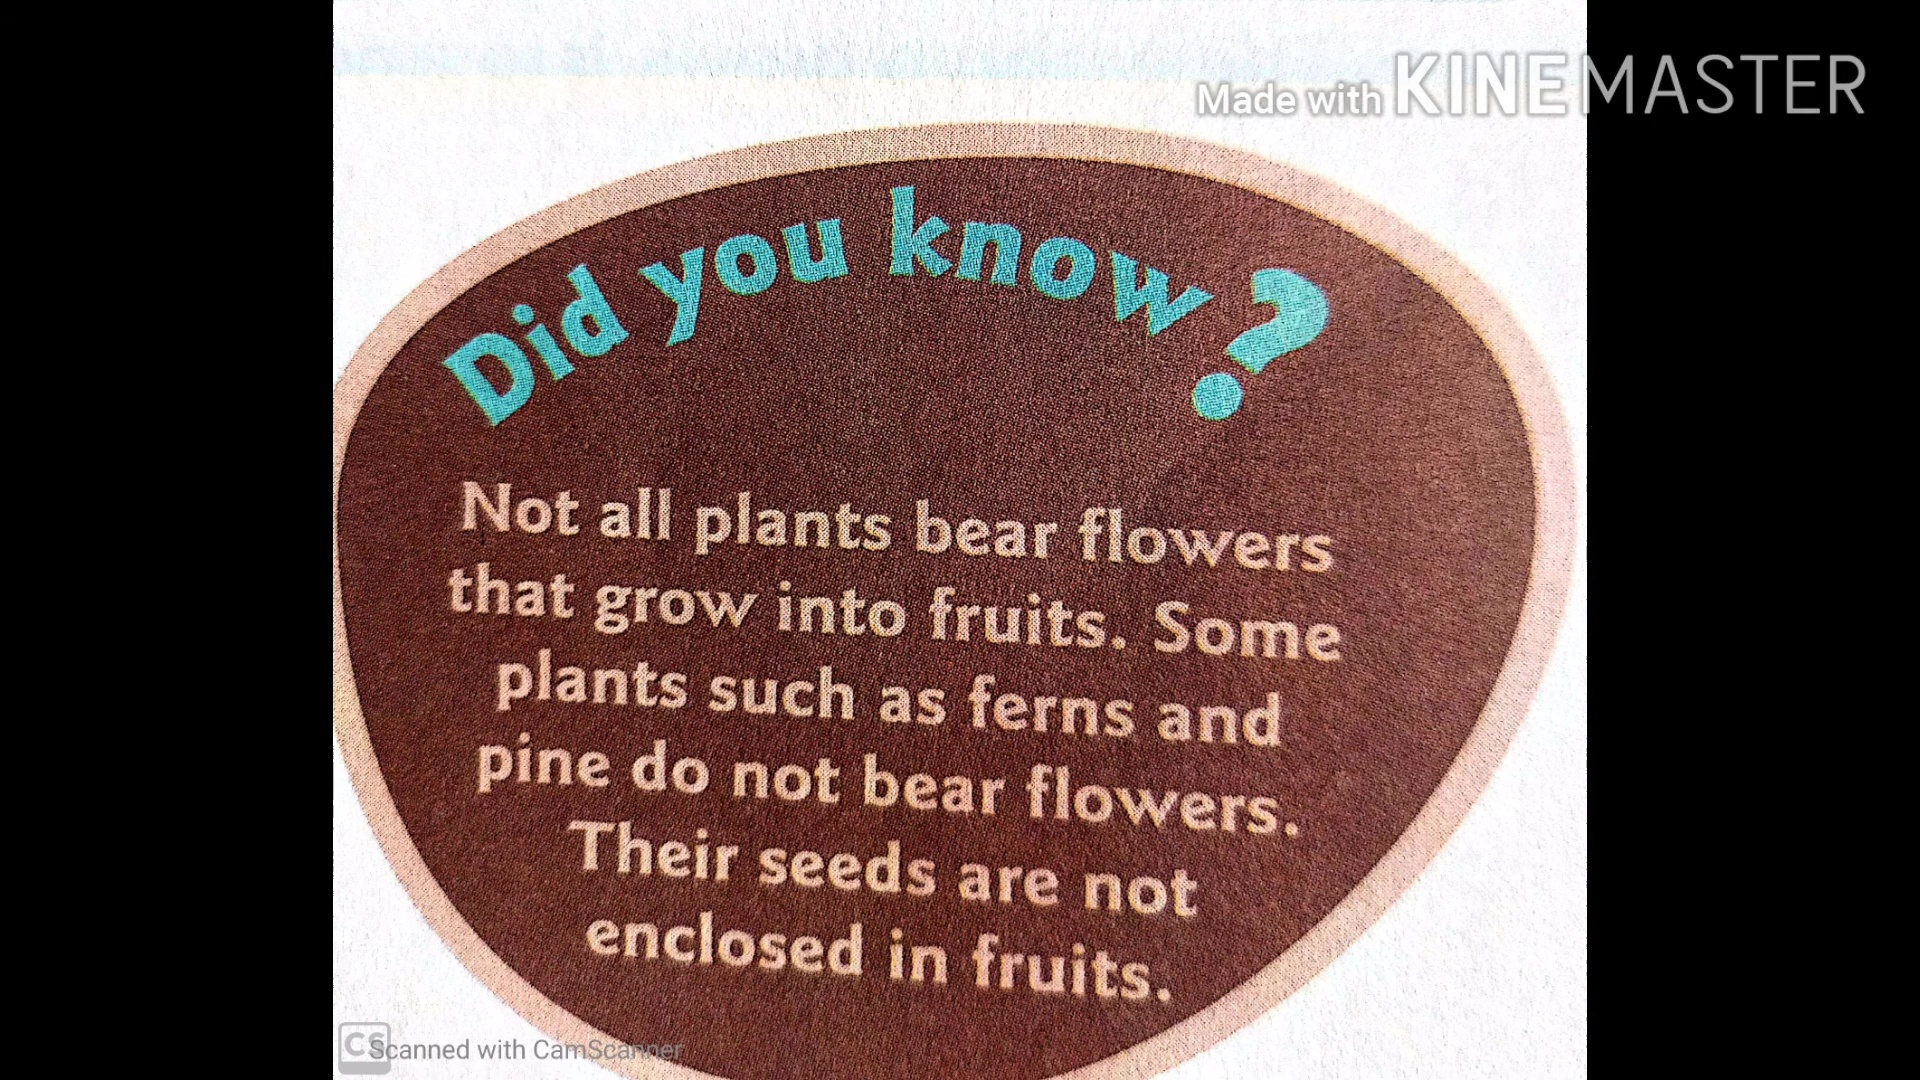 Made with KINEMASTER
Did you know?
Not all plants bear flowers
that grow into fruits. Some
plants such as ferns and
pine do not bear flowers.
Their seeds are not
enclosed in fruits.
CS Scanned with CamScanner